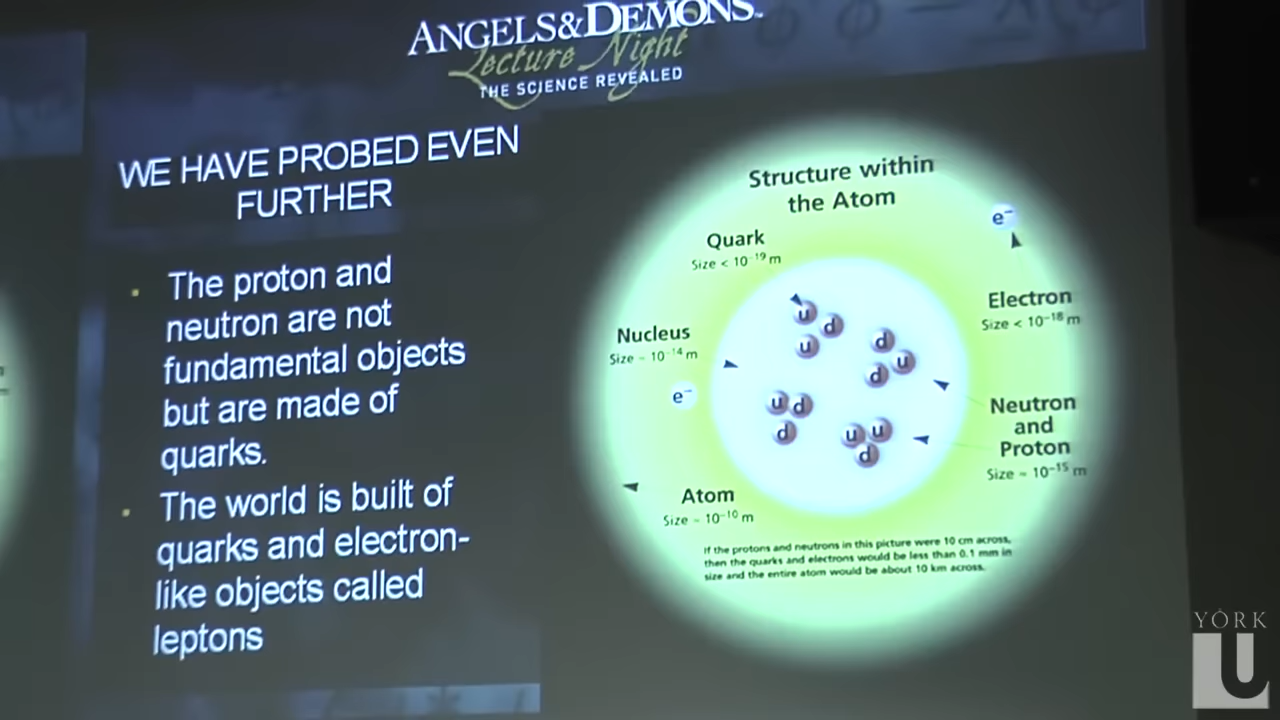 ANGELS&DEMONS™
Lecture Night
THE SCIENCE REVEALED
WE HAVE PROBED EVEN
FURTHER
• The proton and
neutron are not
fundamental objects
but are made of
quarks.
• The world is built of
quarks and electron-
like objects called
leptons
Structure within
the Atom
Quark
Size < 10⁻¹⁹ m
e⁻
Electron
Size < 10⁻¹⁸ m
Nucleus
Size ~ 10⁻¹⁴ m
e⁻
u
d
u
d
u
d
u d
d
u u
d
Neutron
and
Proton
Size ~ 10⁻¹⁵ m
Atom
Size ~ 10⁻¹⁰ m
If the protons and neutrons in this picture were 10 cm across,
then the quarks and electrons would be less than 0.1 mm in
size and the entire atom would be about 10 km across.
YORK
U